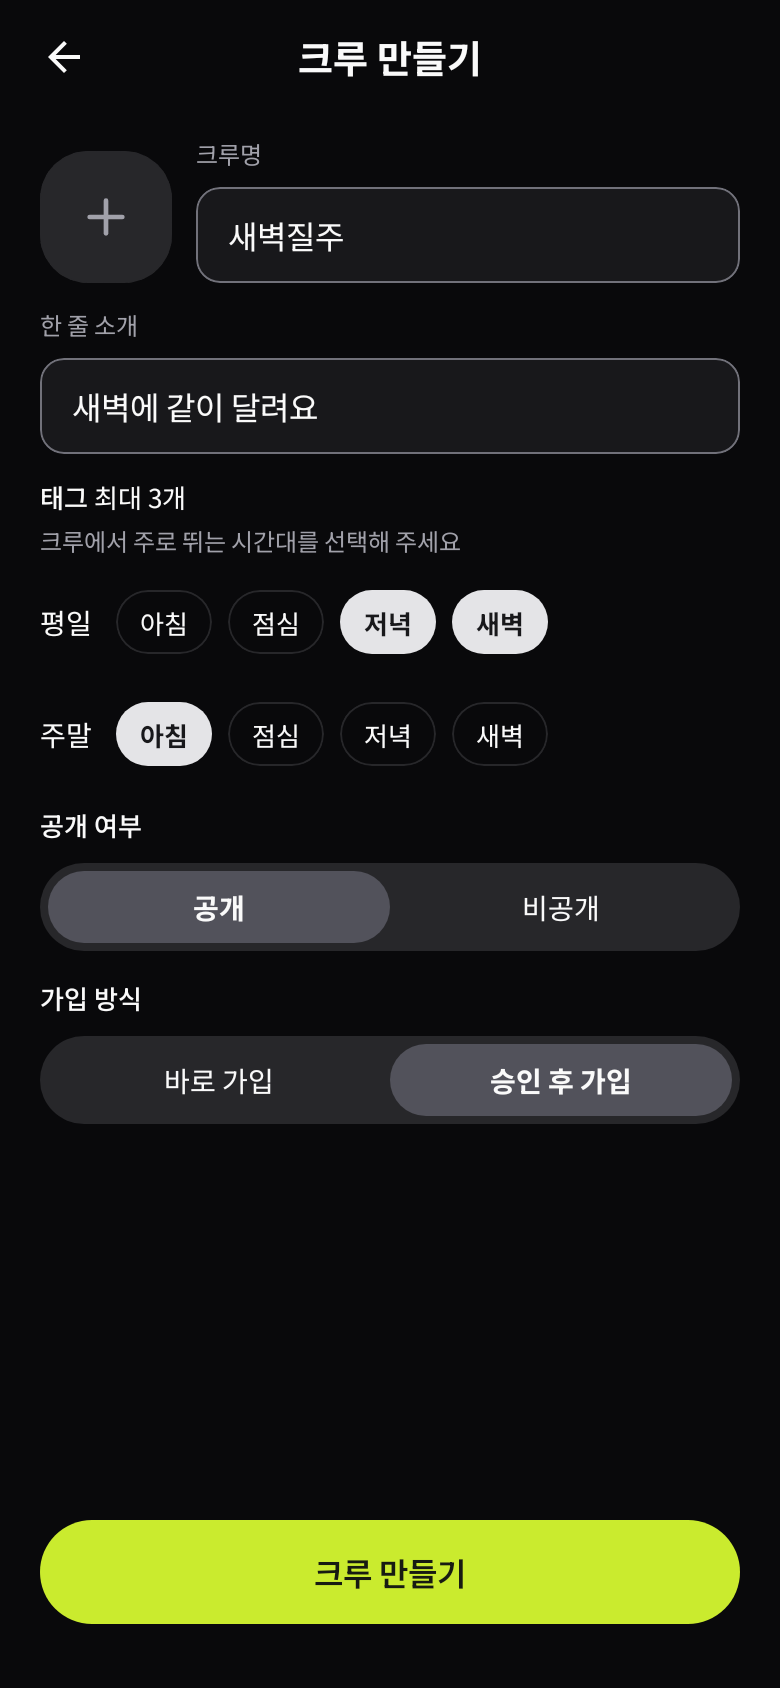 크루 만들기
크루명
새벽질주
한 줄 소개
새벽에 같이 달려요
태그 최대 3개
크루에서 주로 뛰는 시간대를 선택해 주세요
평일 아침 점심 저녁 새벽
주말 아침 점심 저녁 새벽
공개 여부
공개 비공개
가입 방식
바로 가입 승인 후 가입
크루 만들기